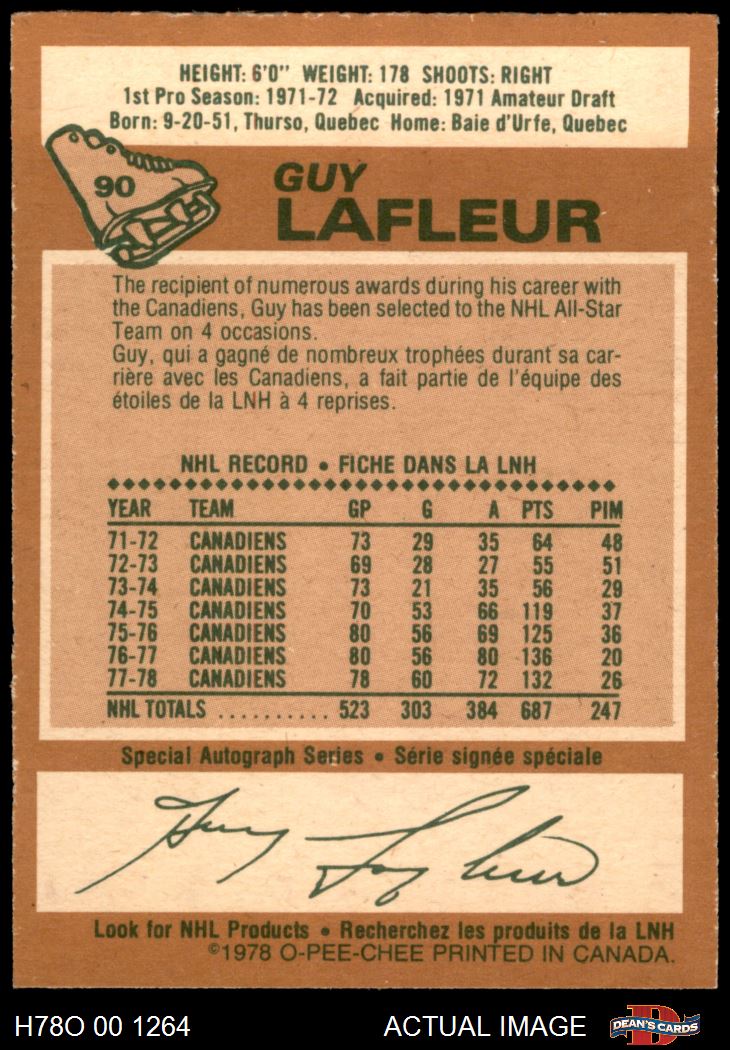 HEIGHT: 6'0" WEIGHT: 178 SHOOTS: RIGHT
1st Pro Season: 1971-72 Acquired: 1971 Amateur Draft
Born: 9-20-51, Thurso, Quebec Home: Baie d'Urfe, Quebec
90
GUY
LAFLEUR
The recipient of numerous awards during his career with
the Canadiens, Guy has been selected to the NHL All-Star
Team on 4 occasions.
Guy, qui a gagné de nombreux trophées durant sa car-
rière avec les Canadiens, a fait partie de l'équipe des
étoiles de la LNH à 4 reprises.
NHL RECORD • FICHE DANS LA LNH
YEAR TEAM GP G A PTS PIM
71-72 CANADIENS 73 29 35 64 48
72-73 CANADIENS 69 28 27 55 51
73-74 CANADIENS 73 21 35 56 29
74-75 CANADIENS 70 53 66 119 37
75-76 CANADIENS 80 56 69 125 36
76-77 CANADIENS 80 56 80 136 20
77-78 CANADIENS 78 60 72 132 26
NHL TOTALS .......... 523 303 384 687 247
Special Autograph Series • Série signée spéciale
Guy Lafleur
Look for NHL Products • Recherchez les produits de la LNH
©1978 O-PEE-CHEE PRINTED IN CANADA.
H78O 00 1264 ACTUAL IMAGE DEAN'S CARDS